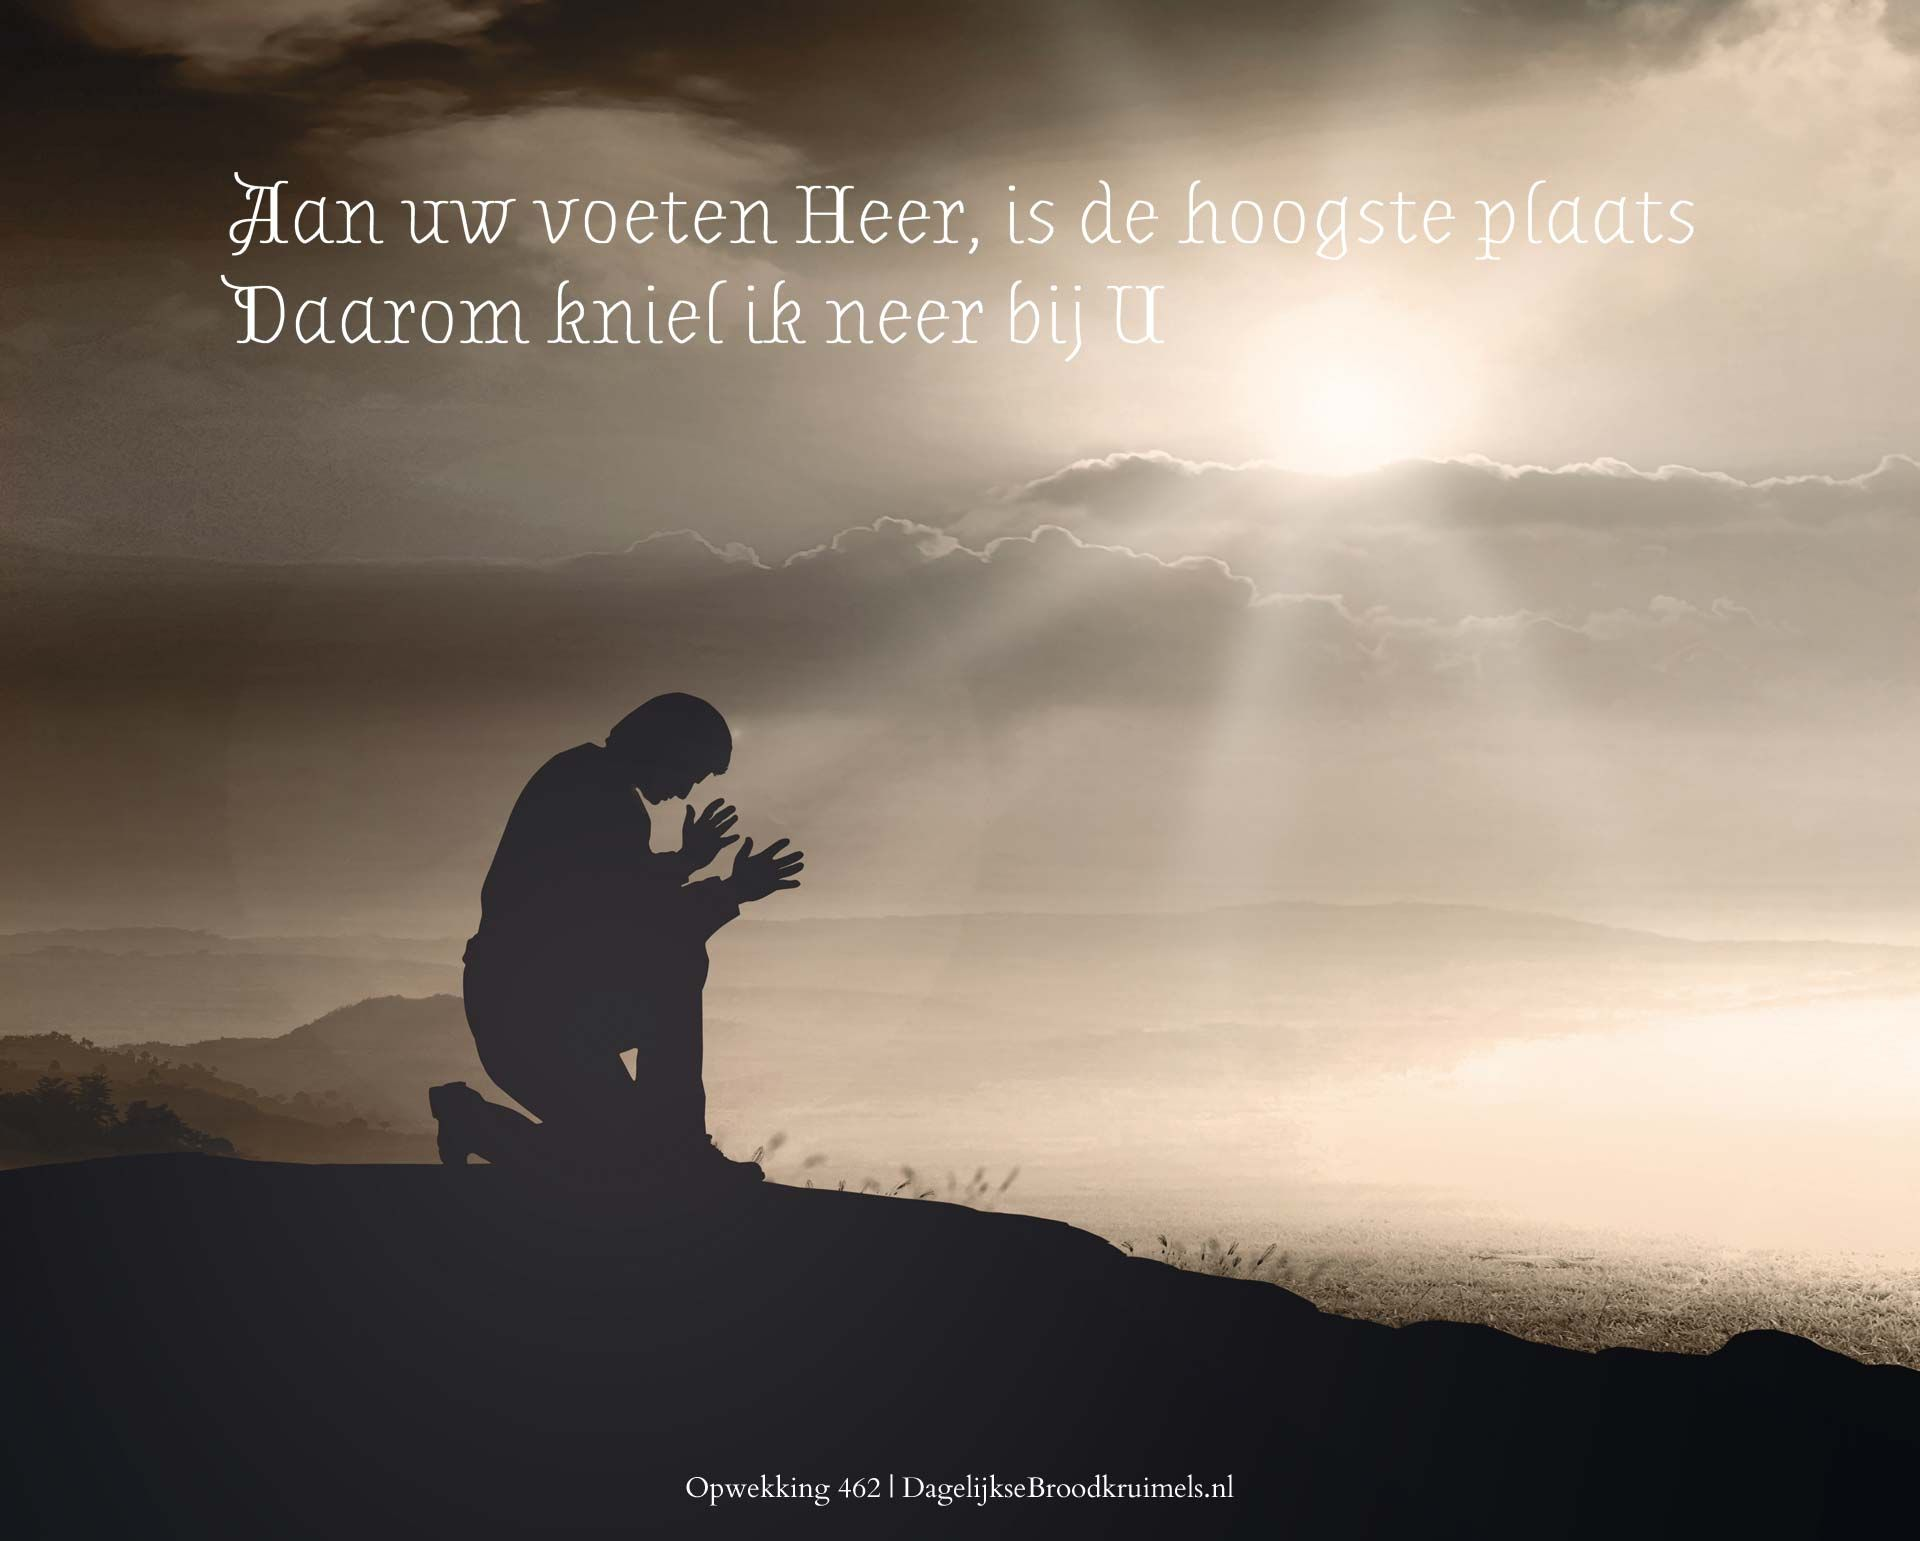 Aan uw voeten Heer, is de hoogste plaats
Daarom kniel ik neer bij U
Opwekking 462 | DagelijkseBroodkruimels.nl